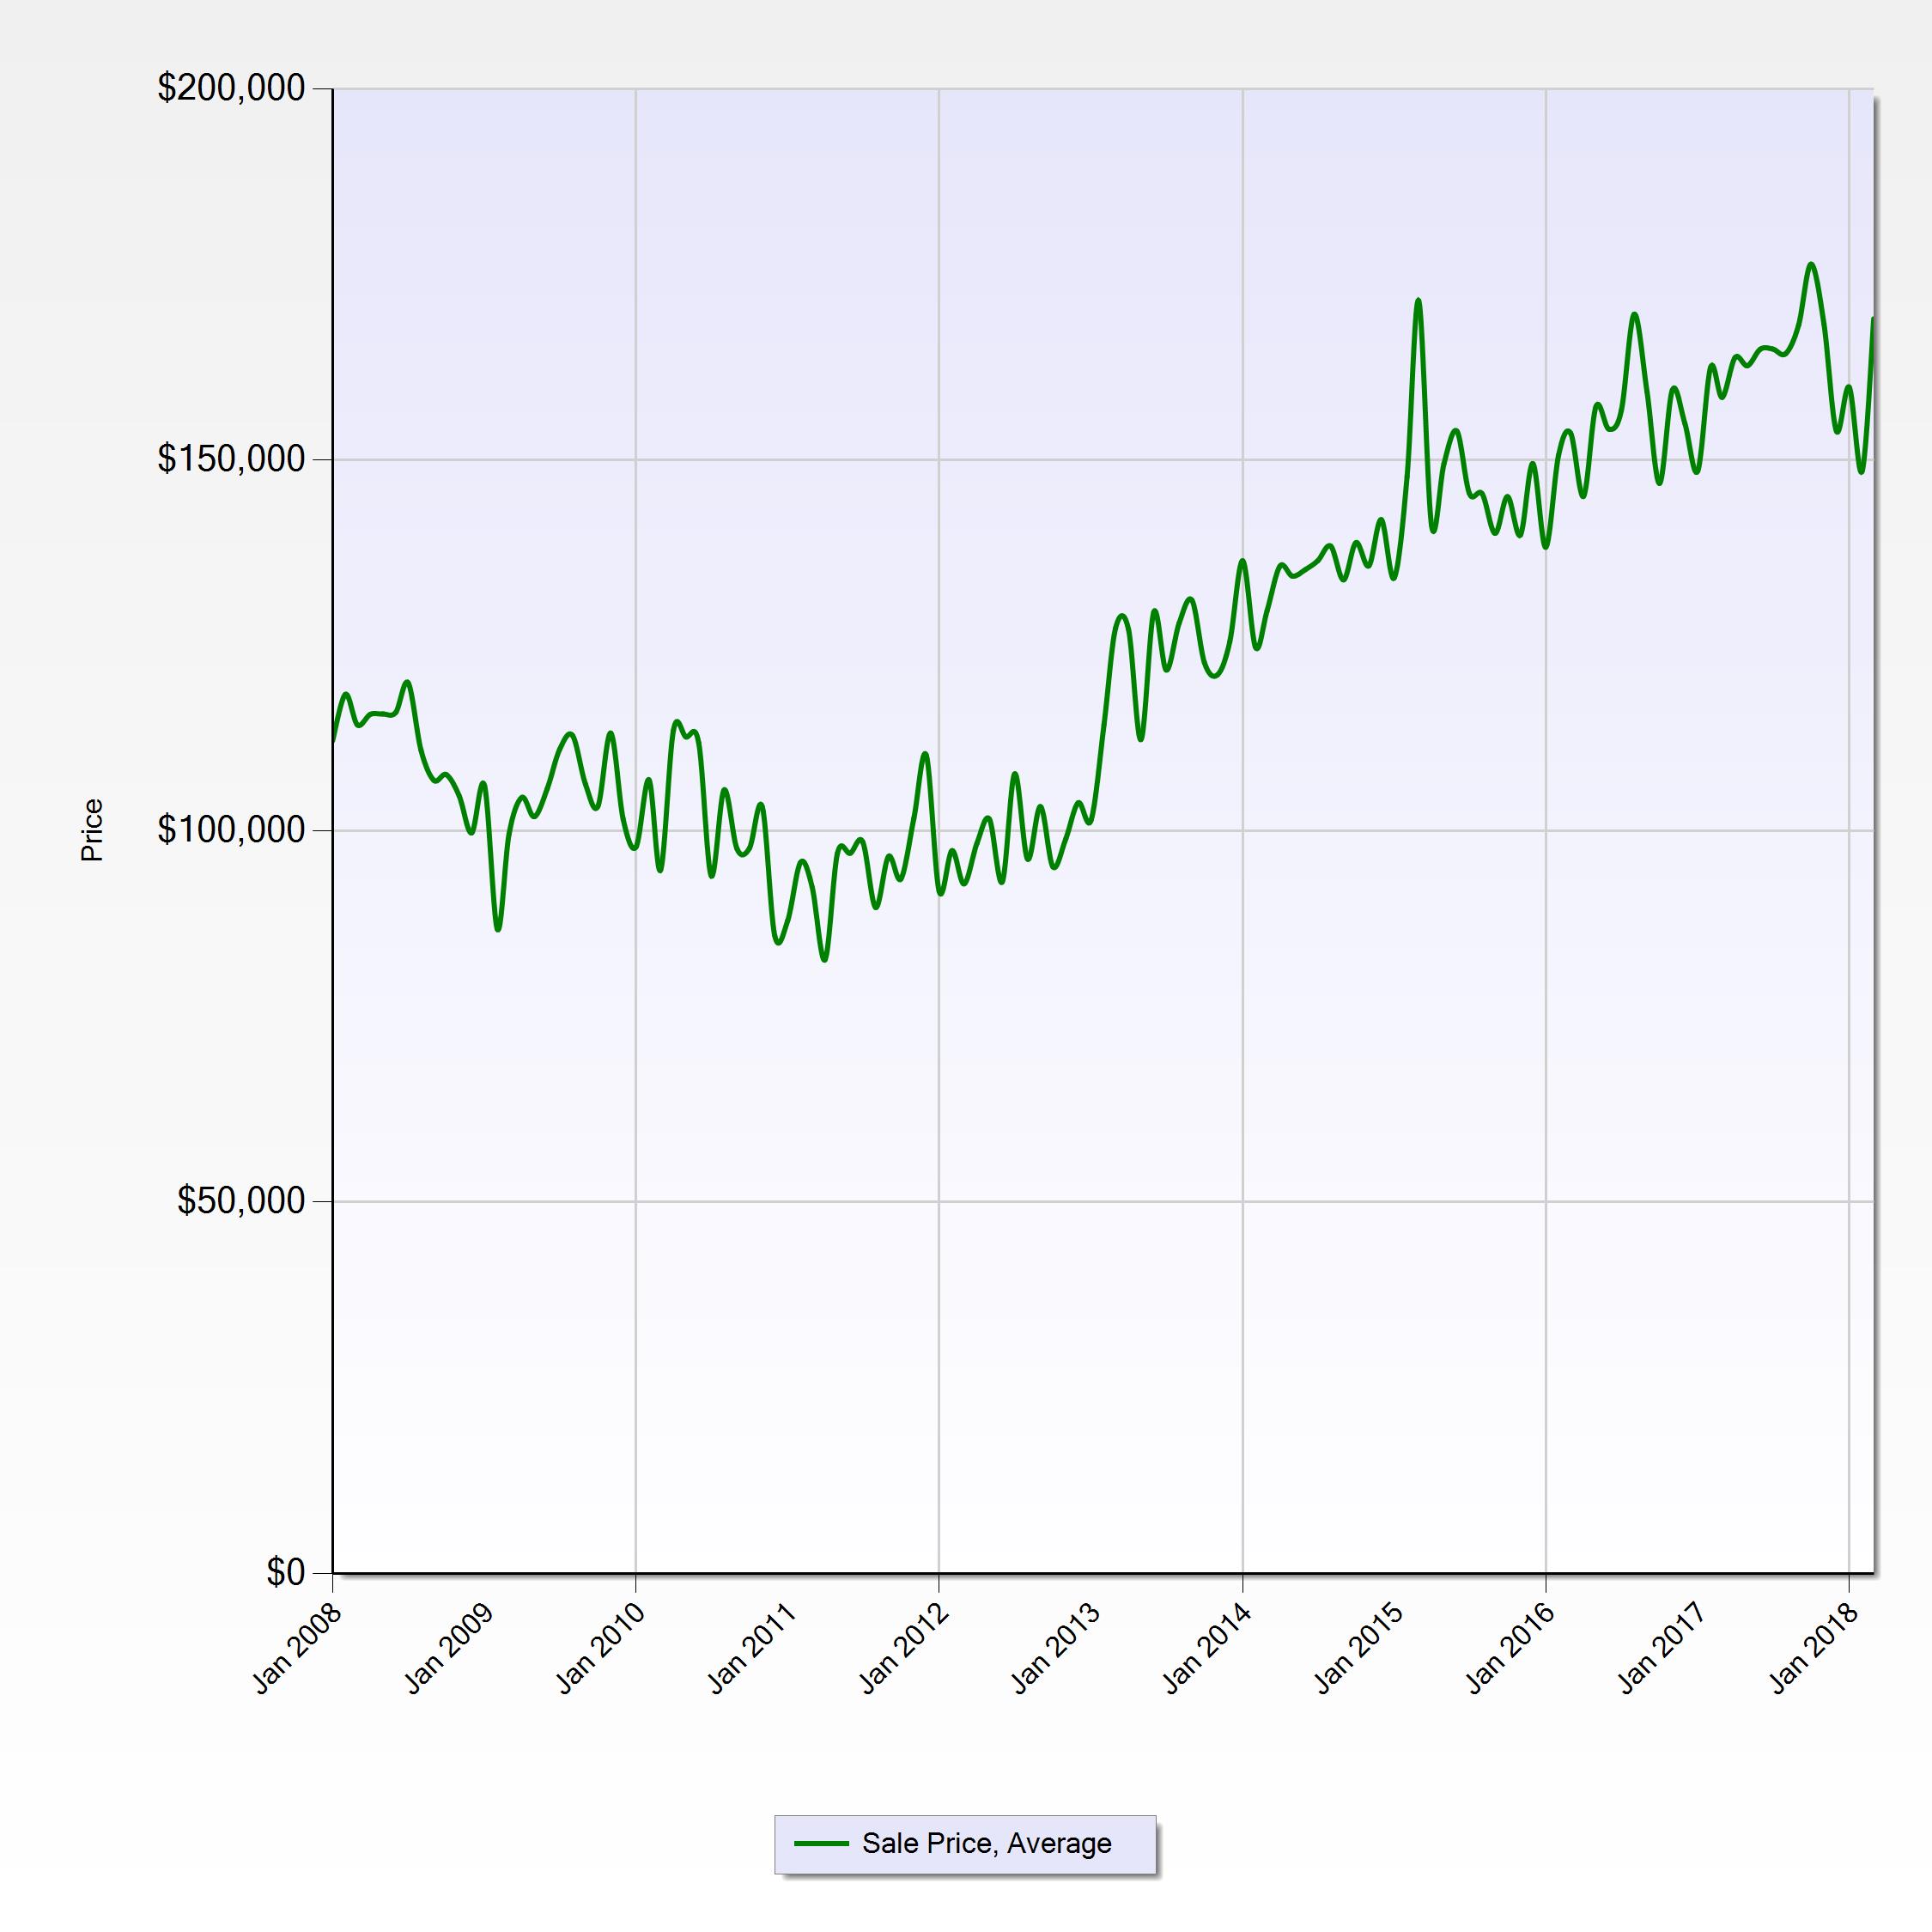 $200,000
$150,000
$100,000
$50,000
$0
Price
Jan 2008
Jan 2009
Jan 2010
Jan 2011
Jan 2012
Jan 2013
Jan 2014
Jan 2015
Jan 2016
Jan 2017
Jan 2018
Sale Price, Average